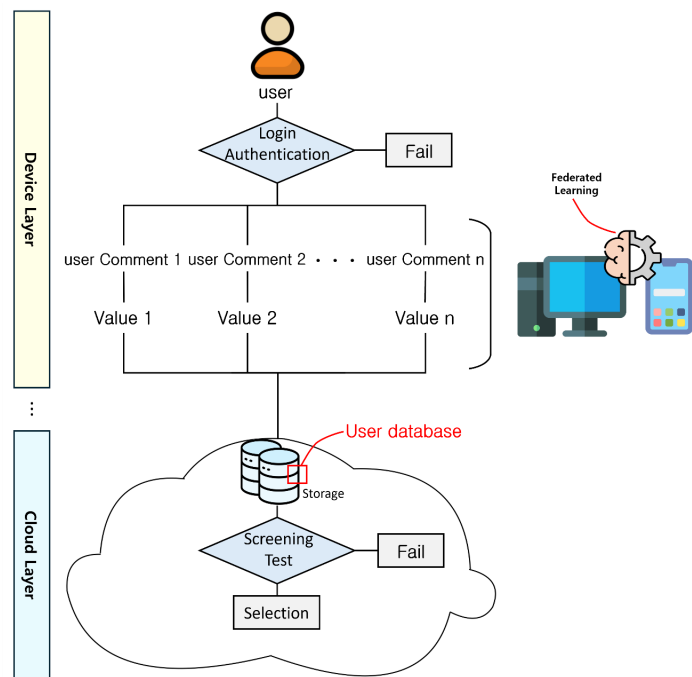 user
Login
Authentication
Fail
Device Layer
Federated
Learning
user Comment 1 user Comment 2 · · · user Comment n
Value 1 Value 2 Value n
...
User database
Storage
Cloud Layer
Screening
Test
Fail
Selection